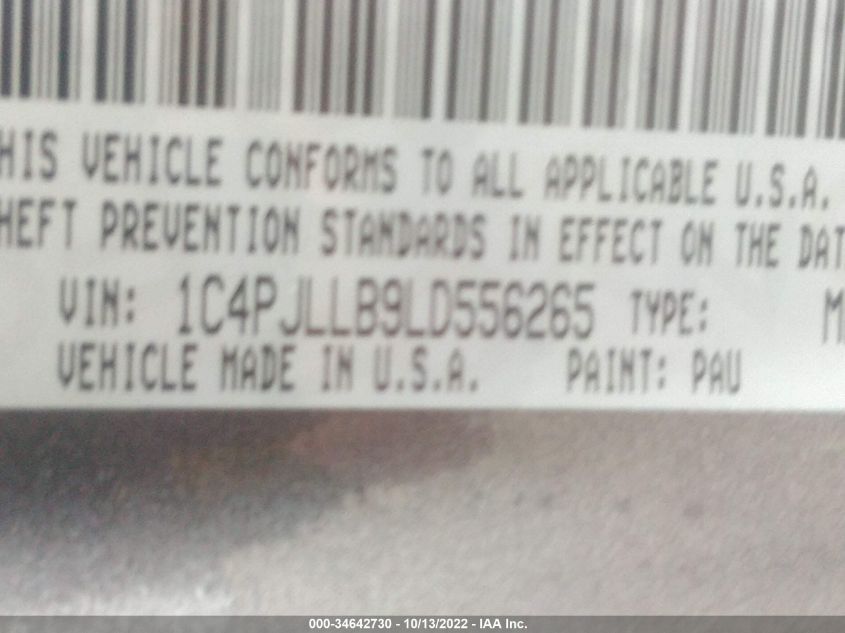 HIS VEHICLE CONFORMS TO ALL APPLICABLE U.S.A.
HEFT PREVENTION STANDARDS IN EFFECT ON THE DAT
VIN: 1C4PJLLB9LD556265 TYPE: M
VEHICLE MADE IN U.S.A. PAINT: PAU
000-34642730 - 10/13/2022 - IAA Inc.